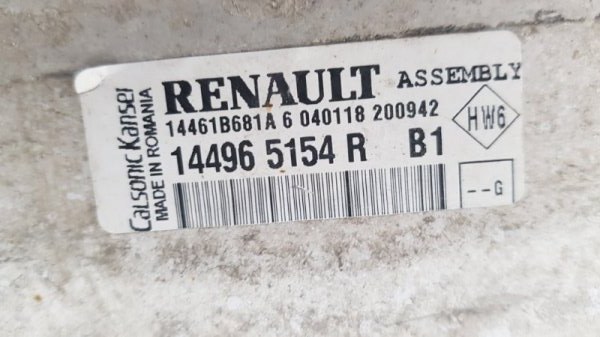 Calsonic Kansei
MADE IN ROMANIA
RENAULT ASSEMBLY
14461B681A 6 040118 200942
14496 5154 R B1
HW6
--G